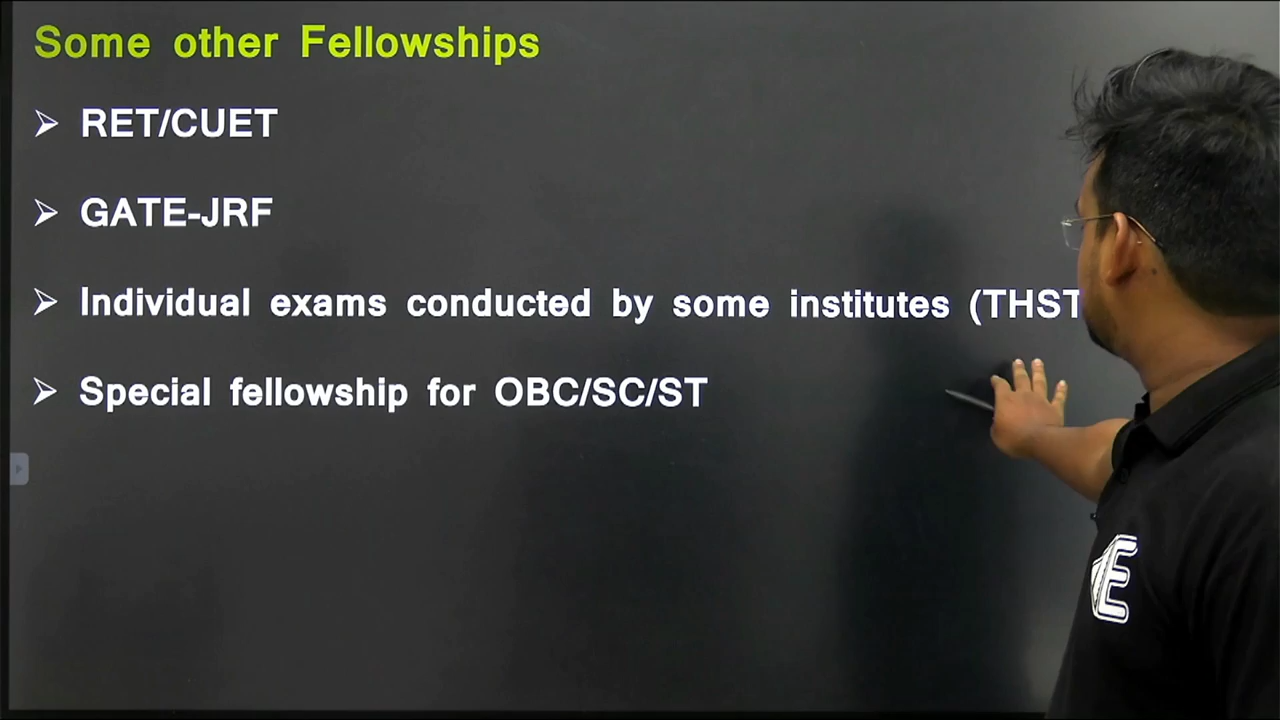 Some other Fellowships
➢ RET/CUET
➢ GATE-JRF
➢ Individual exams conducted by some institutes (THST
➢ Special fellowship for OBC/SC/ST